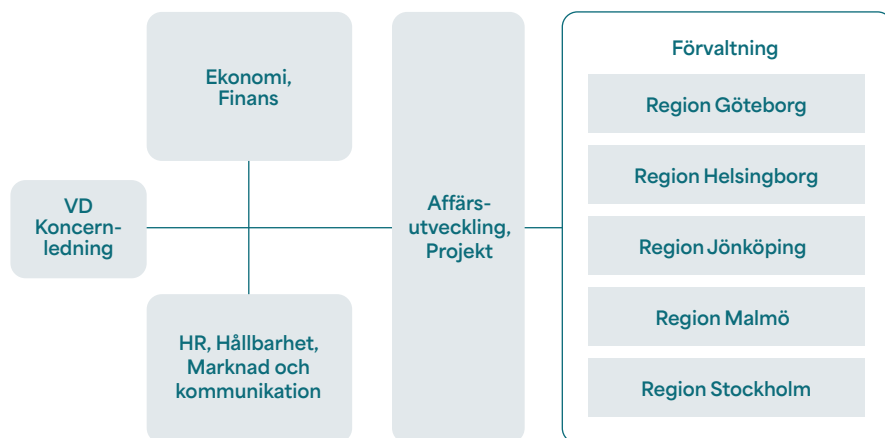 VD
Koncern-
ledning
Ekonomi,
Finans
HR, Hållbarhet,
Marknad och
kommunikation
Affärs-
utveckling,
Projekt
Förvaltning
Region Göteborg
Region Helsingborg
Region Jönköping
Region Malmö
Region Stockholm